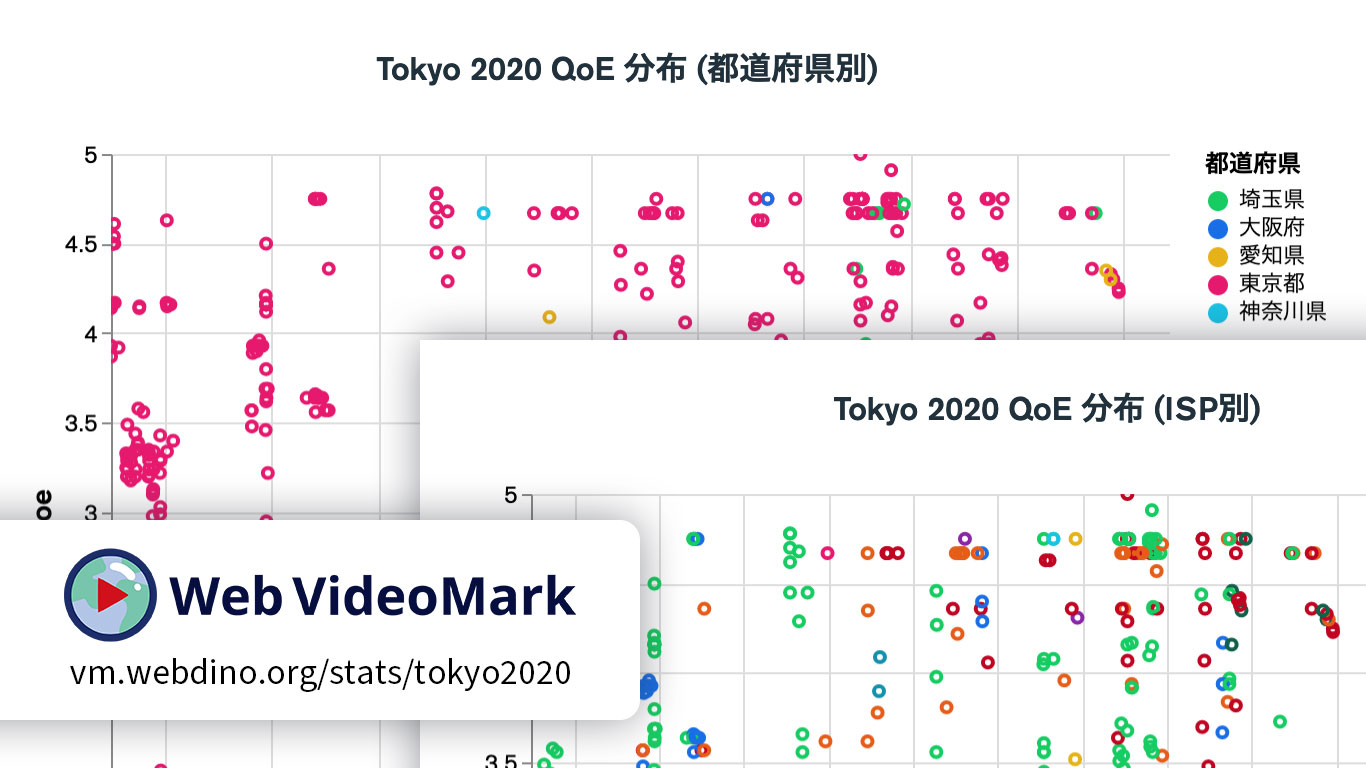 Tokyo 2020 QoE 分布 (都道府県別)
5
4.5
4
3.5
3
oe
都道府県
埼玉県
大阪府
愛知県
東京都
神奈川県
Tokyo 2020 QoE 分布 (ISP別)
5
3.5
Web VideoMark
vm.webdino.org/stats/tokyo2020